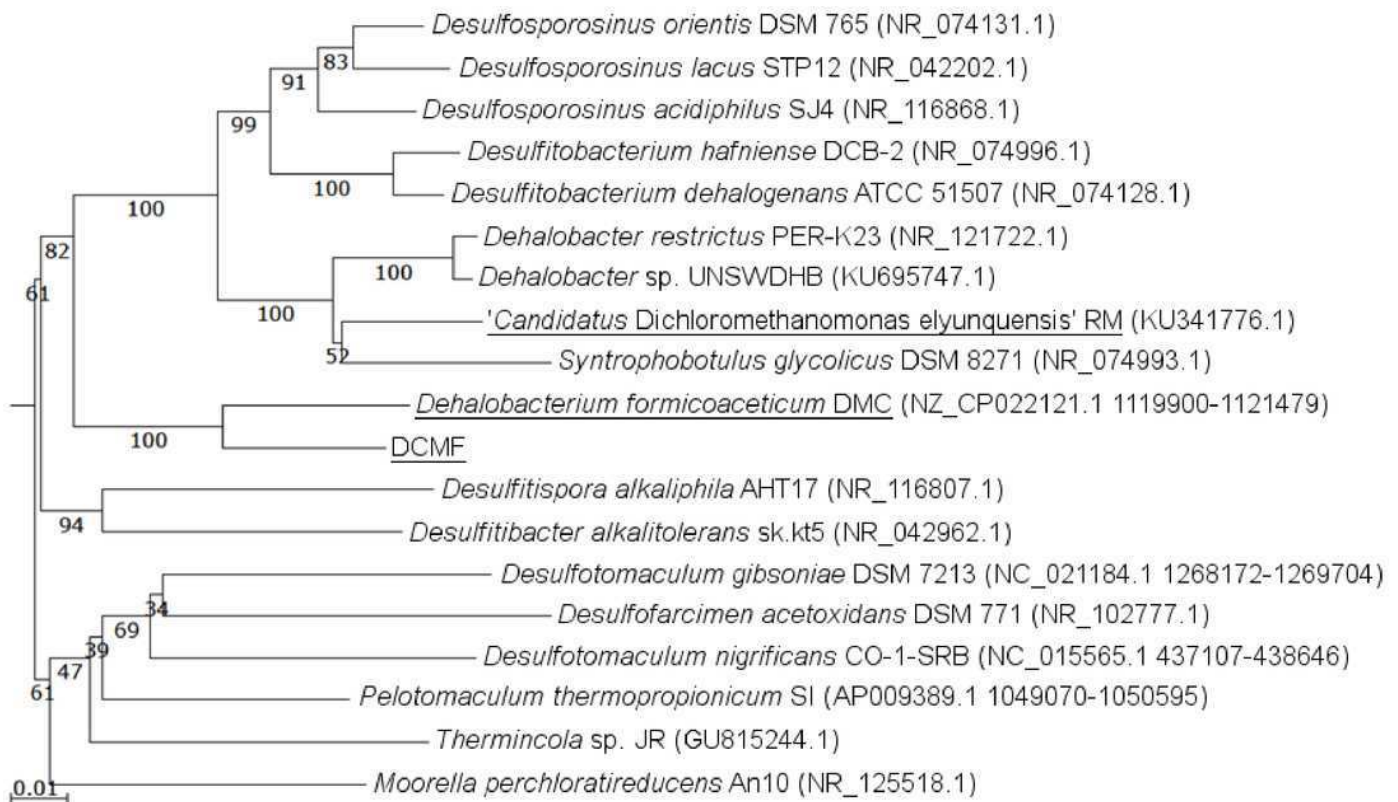 Desulfosporosinus orientis DSM 765 (NR_074131.1)
83
Desulfosporosinus lacus STP12 (NR_042202.1)
91
Desulfosporosinus acidiphilus SJ4 (NR_116868.1)
99
Desulfitobacterium hafniense DCB-2 (NR_074996.1)
100
Desulfitobacterium dehalogenans ATCC 51507 (NR_074128.1)
100
Dehalobacter restrictus PER-K23 (NR_121722.1)
82
100
Dehalobacter sp. UNSWDHB (KU695747.1)
61
100
'Candidatus Dichloromethanomonas elyunquensis' RM (KU341776.1)
52
Syntrophobotulus glycolicus DSM 8271 (NR_074993.1)
Dehalobacterium formicoaceticum DMC (NZ_CP022121.1 1119900-1121479)
100
DCMF
Desulfitispora alkaliphila AHT17 (NR_116807.1)
94
Desulfitibacter alkalitolerans sk.kt5 (NR_042962.1)
Desulfotomaculum gibsoniae DSM 7213 (NC_021184.1 1268172-1269704)
34
Desulfofarcimen acetoxidans DSM 771 (NR_102777.1)
69
39
Desulfotomaculum nigrificans CO-1-SRB (NC_015565.1 437107-438646)
47
61
Pelotomaculum thermopropionicum SI (AP009389.1 1049070-1050595)
Thermincola sp. JR (GU815244.1)
Moorella perchloratireducens An10 (NR_125518.1)
0.01